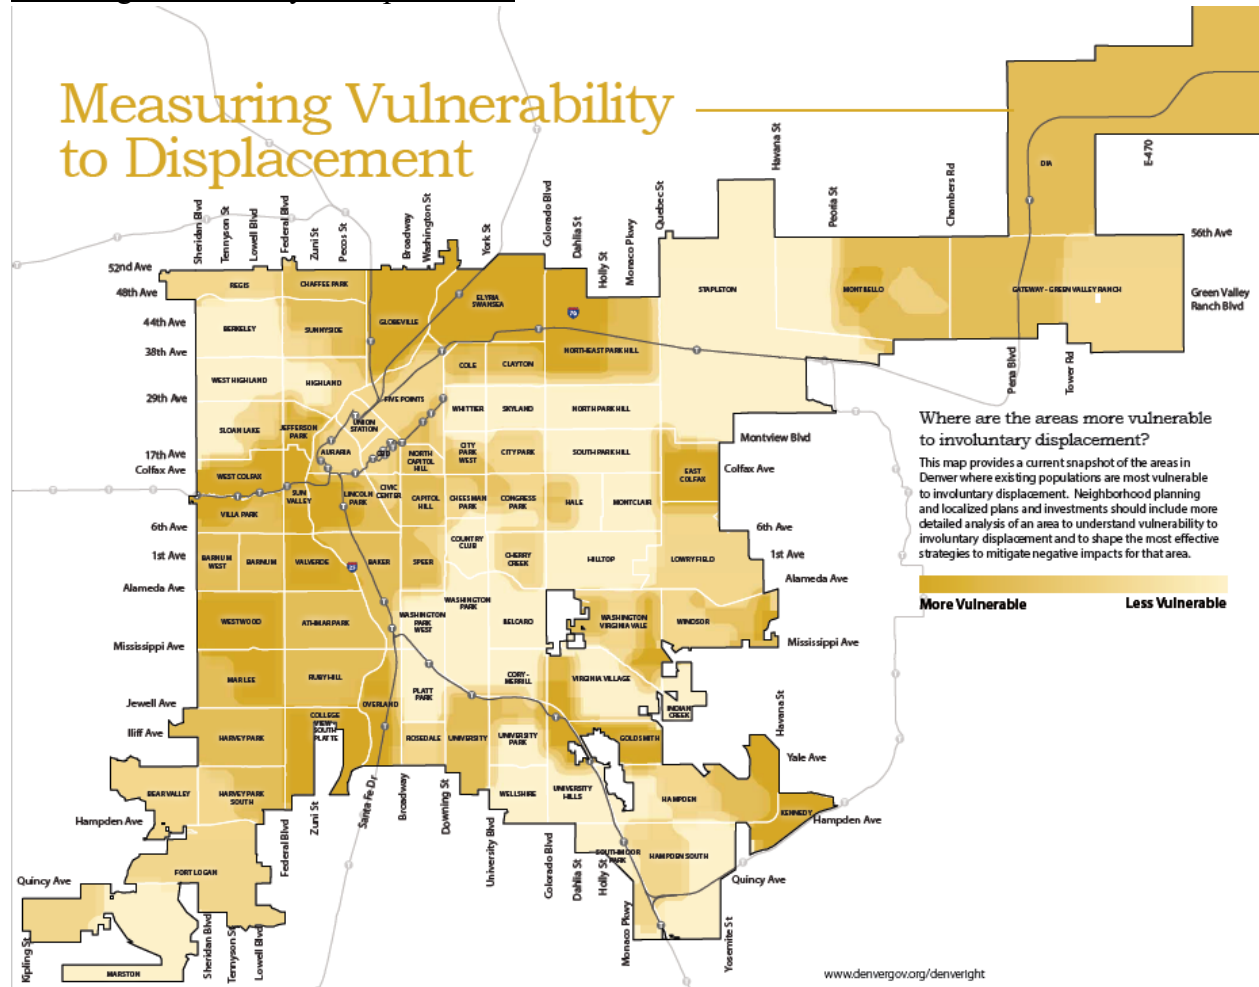 Measuring Vulnerability
to Displacement
Sheridan Blvd
Tennyson St
Lowell Blvd
Federal Blvd
Zuni St
Pecos St
Broadway
Washington St
York St
Colorado Blvd
Dahlia St
Holly St
Monaco Pkwy
Quebec St
Havana St
Peoria St
Chambers Rd
E-470
DIA
56th Ave
Green Valley
Ranch Blvd
52nd Ave
48th Ave
44th Ave
38th Ave
29th Ave
17th Ave
Colfax Ave
6th Ave
1st Ave
Alameda Ave
Mississippi Ave
Jewell Ave
Iliff Ave
Hampden Ave
Quincy Ave
REGIS
CHAFFEE PARK
GLOBEVILLE
ELYRIA
SWANSEA
70
STAPLETON
MONTBELLO
GATEWAY - GREEN VALLEY RANCH
BERKELEY
SUNNYSIDE
NORTHEAST PARK HILL
COLE
CLAYTON
WEST HIGHLAND
HIGHLAND
FIVE POINTS
WHITTIER
SKYLAND
NORTH PARK HILL
SLOAN LAKE
JEFFERSON
PARK
UNION
STATION
AURARIA
CBD
NORTH
CAPITOL
HILL
CITY
PARK
WEST
CITY PARK
SOUTH PARK HILL
EAST
COLFAX
WEST COLFAX
SUN
VALLEY
LINCOLN
PARK
CIVIC
CENTER
CAPITOL
HILL
CHEESMAN
PARK
CONGRESS
PARK
HALE
MONTCLAIR
VILLA PARK
BARNUM
WEST
BARNUM
VALVERDE
25
BAKER
SPEER
COUNTRY
CLUB
CHERRY
CREEK
HILLTOP
LOWRY FIELD
WESTWOOD
ATHMAR PARK
WASHINGTON
PARK
WEST
WASHINGTON
PARK
BELCARO
WASHINGTON
VIRGINIA VALE
WINDSOR
MAR LEE
RUBY HILL
OVERLAND
PLATT
PARK
CORY -
MERRILL
VIRGINIA VILLAGE
INDIAN
CREEK
COLLEGE
VIEW -
SOUTH
PLATTE
HARVEY PARK
ROSEDALE
UNIVERSITY
UNIVERSITY
PARK
GOLDSMITH
BEAR VALLEY
HARVEY PARK
SOUTH
WELLSHIRE
UNIVERSITY
HILLS
HAMPDEN
KENNEDY
FORT LOGAN
SOUTHMOOR
PARK
HAMPDEN SOUTH
MARSTON
Pena Blvd
Tower Rd
Montview Blvd
Colfax Ave
6th Ave
1st Ave
Alameda Ave
Mississippi Ave
Havana St
Yale Ave
Hampden Ave
Quincy Ave
Kipling St
Sheridan Blvd
Tennyson St
Lowell Blvd
Federal Blvd
Zuni St
Santa Fe Dr
Broadway
Downing St
University Blvd
Colorado Blvd
Dahlia St
Holly St
Monaco Pkwy
Yosemite St
Where are the areas more vulnerable
to involuntary displacement?
This map provides a current snapshot of the areas in
Denver where existing populations are most vulnerable
to involuntary displacement. Neighborhood planning
and localized plans and investments should include more
detailed analysis of an area to understand vulnerability to
involuntary displacement and to shape the most effective
strategies to mitigate negative impacts for that area.
More Vulnerable
Less Vulnerable
www.denvergov.org/denveright